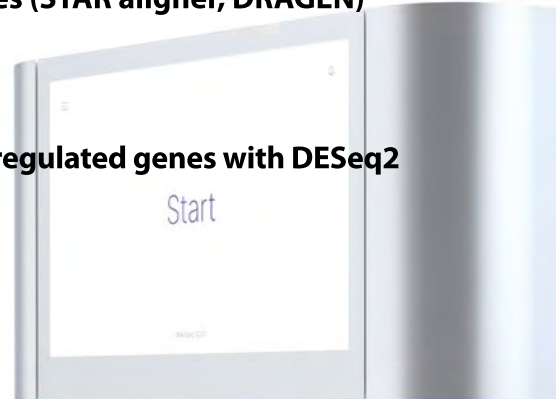 es (STAR aligner, DRAGEN)
regulated genes with DESeq2
Start